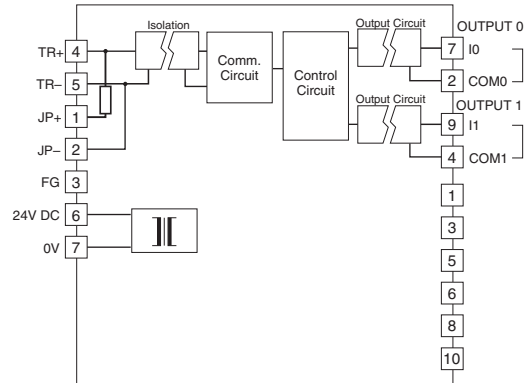 TR+ 4
TR– 5
JP+ 1
JP– 2
FG 3
24V DC 6
0V 7
Isolation
Comm.
Circuit
Control
Circuit
Output Circuit
Output Circuit
OUTPUT 0
7 I0
2 COM0
OUTPUT 1
9 I1
4 COM1
1
3
5
6
8
10